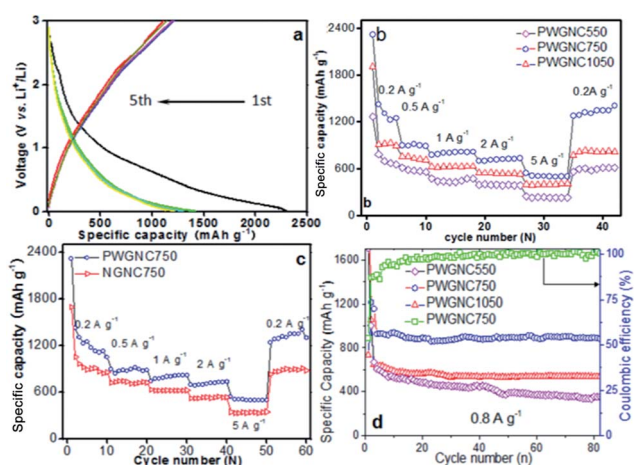 3
2
1
0
Voltage (V vs. Li⁺/Li)
a
5th
1st
0 500 1000 1500 2000 2500
Specific capacity (mAh g⁻¹)
2400
1800
1200
600
0
Specific capacity (mAh g⁻¹)
b
PWGNC550
PWGNC750
PWGNC1050
0.2 A g⁻¹
0.5 A g⁻¹
1 A g⁻¹
2 A g⁻¹
5 A g⁻¹
0.2 A g⁻¹
b
0 10 20 30 40
cycle number (N)
2400
1800
1200
600
0
Specific capacity (mAh g⁻¹)
PWGNC750
NGNC750
c
0.2 A g⁻¹
0.5 A g⁻¹
1 A g⁻¹
2 A g⁻¹
5 A g⁻¹
0.2 A g⁻¹
0 10 20 30 40 50 60
Cycle number (N)
1600
1200
800
400
0
Specific Capacity (mAh g⁻¹)
PWGNC550
PWGNC750
PWGNC1050
PWGNC750
d
0.8 A g⁻¹
100
75
50
25
0
Coulombic efficiency (%)
0 20 40 60 80
Cycle number (n)